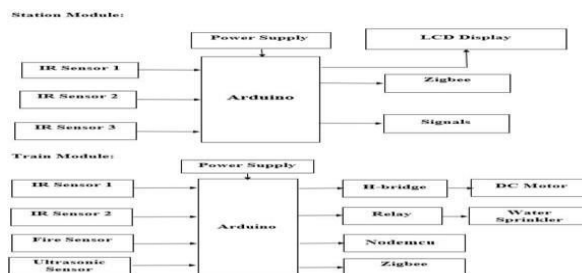 Station Module:
Power Supply
LCD Display
IR Sensor 1
Zigbee
Arduino
IR Sensor 2
IR Sensor 3
Signals
Train Module:
Power Supply
IR Sensor 1
H-bridge
DC Motor
IR Sensor 2
Relay
Water
Sprinkler
Arduino
Fire Sensor
Nodemcu
Ultrasonic
Sensor
Zigbee